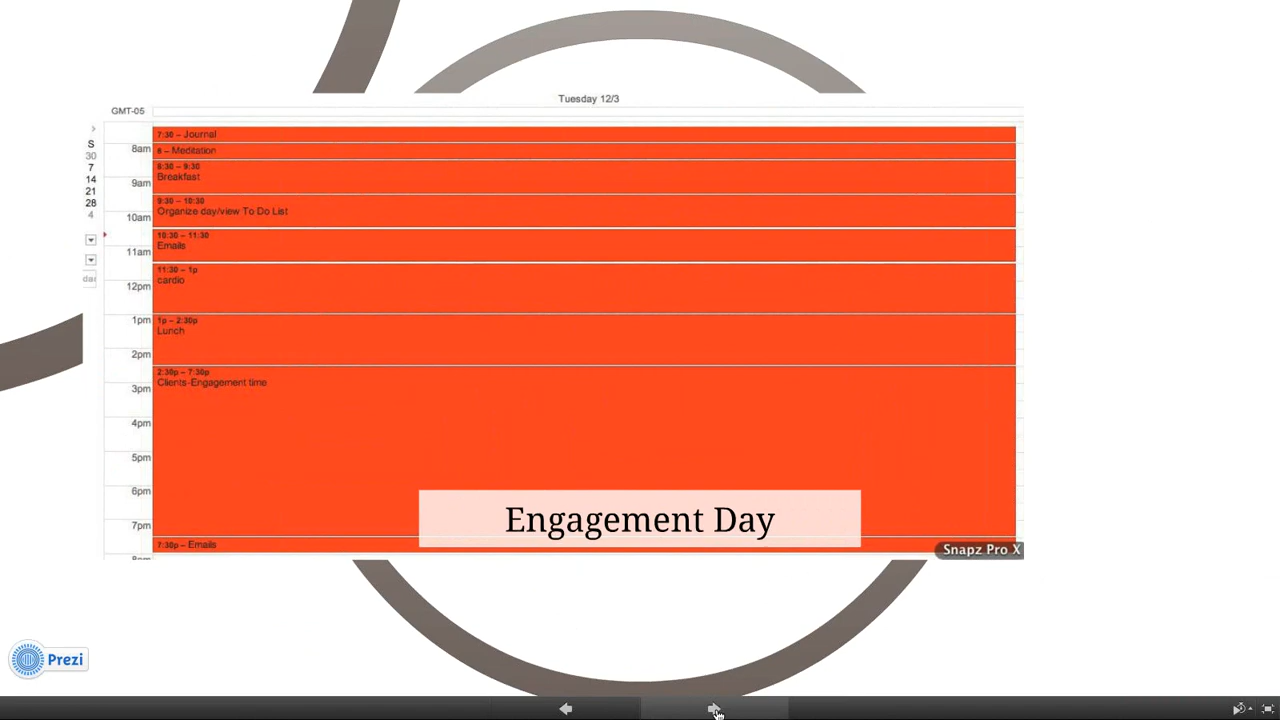 Tuesday 12/3
GMT-05
S
30
7
14
21
28
4
8am
9am
10am
11am
12pm
1pm
2pm
3pm
4pm
5pm
6pm
7pm
7:30 – Journal
8 – Meditation
8:30 – 9:30
Breakfast
9:30 – 10:30
Organize day/view To Do List
10:30 – 11:30
Emails
11:30 – 1p
cardio
1p – 2:30p
Lunch
2:30p – 7:30p
Clients-Engagement time
Engagement Day
7:30p – Emails
Snapz Pro X
Prezi